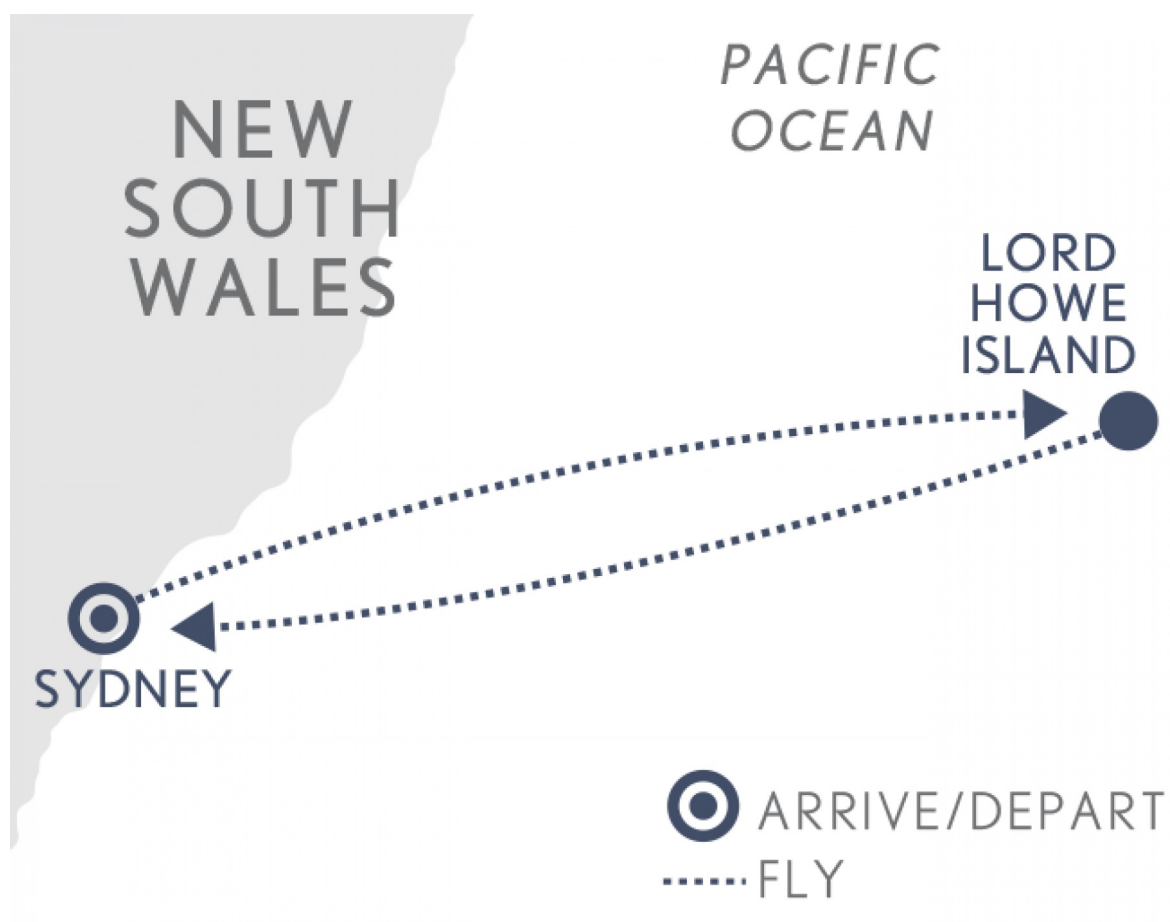 NEW
SOUTH
WALES
PACIFIC
OCEAN
LORD
HOWE
ISLAND
SYDNEY
ARRIVE/DEPART
FLY